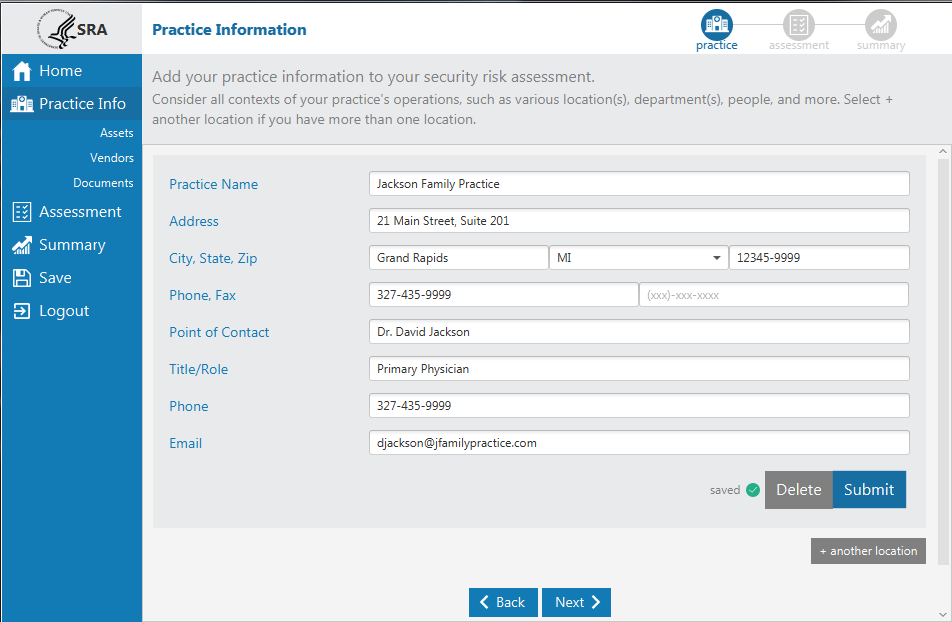 SRA
Practice Information
practice
assessment
summary
Home
Practice Info
Assets
Vendors
Documents
Assessment
Summary
Save
Logout
Add your practice information to your security risk assessment.
Consider all contexts of your practice's operations, such as various location(s), department(s), people, and more. Select +
another location if you have more than one location.
Practice Name Jackson Family Practice
Address 21 Main Street, Suite 201
City, State, Zip Grand Rapids MI 12345-9999
Phone, Fax 327-435-9999 (xxx)-xxx-xxxx
Point of Contact Dr. David Jackson
Title/Role Primary Physician
Phone 327-435-9999
Email djackson@jfamilypractice.com
saved Delete Submit
+ another location
Back Next